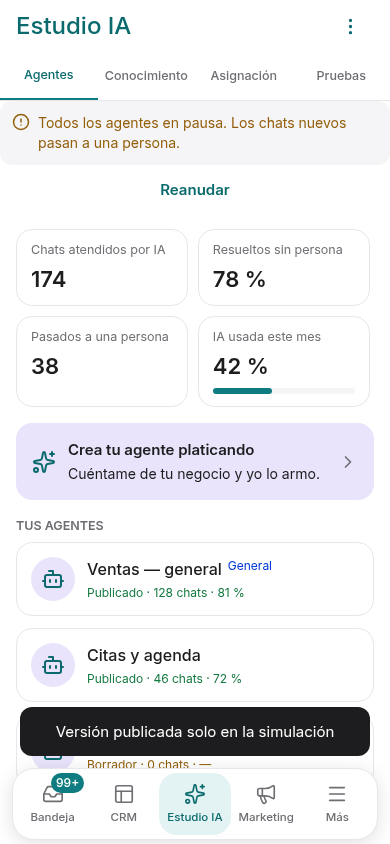 Estudio IA
Agentes
Conocimiento
Asignación
Pruebas
Todos los agentes en pausa. Los chats nuevos
pasan a una persona.
Reanudar
Chats atendidos por IA
174
Resueltos sin persona
78 %
Pasados a una persona
38
IA usada este mes
42 %
Crea tu agente platicando
Cuéntame de tu negocio y yo lo armo.
TUS AGENTES
Ventas — general General
Publicado · 128 chats · 81 %
Citas y agenda
Publicado · 46 chats · 72 %
Versión publicada solo en la simulación
Borrador · 0 chats · —
99+
Bandeja
CRM
Estudio IA
Marketing
Más